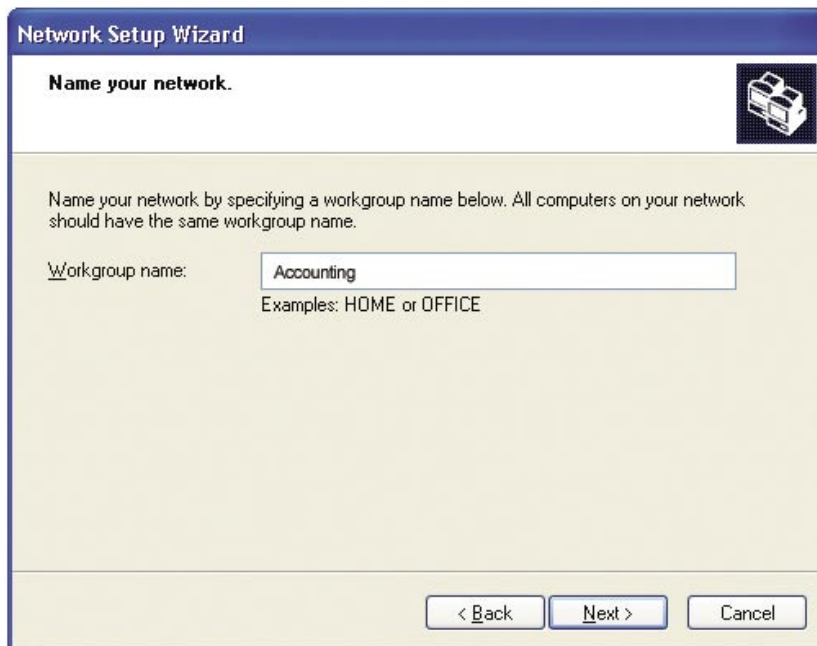 Network Setup Wizard
Name your network.
Name your network by specifying a workgroup name below. All computers on your network
should have the same workgroup name.
Workgroup name: Accounting
Examples: HOME or OFFICE
< Back Next > Cancel